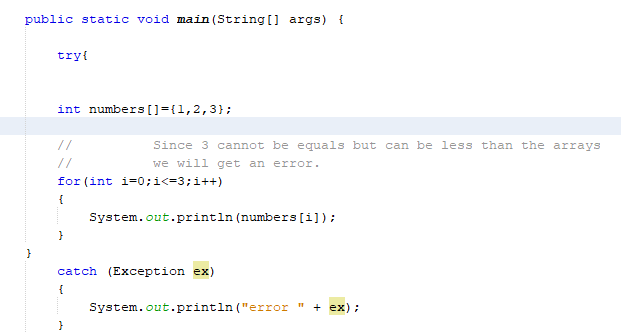 public static void main(String[] args) {
try{
int numbers[]={1,2,3};
// Since 3 cannot be equals but can be less than the arrays
// we will get an error.
for(int i=0;i<=3;i++)
{
System.out.println(numbers[i]);
}
}
catch (Exception ex)
{
System.out.println("error " + ex);
}